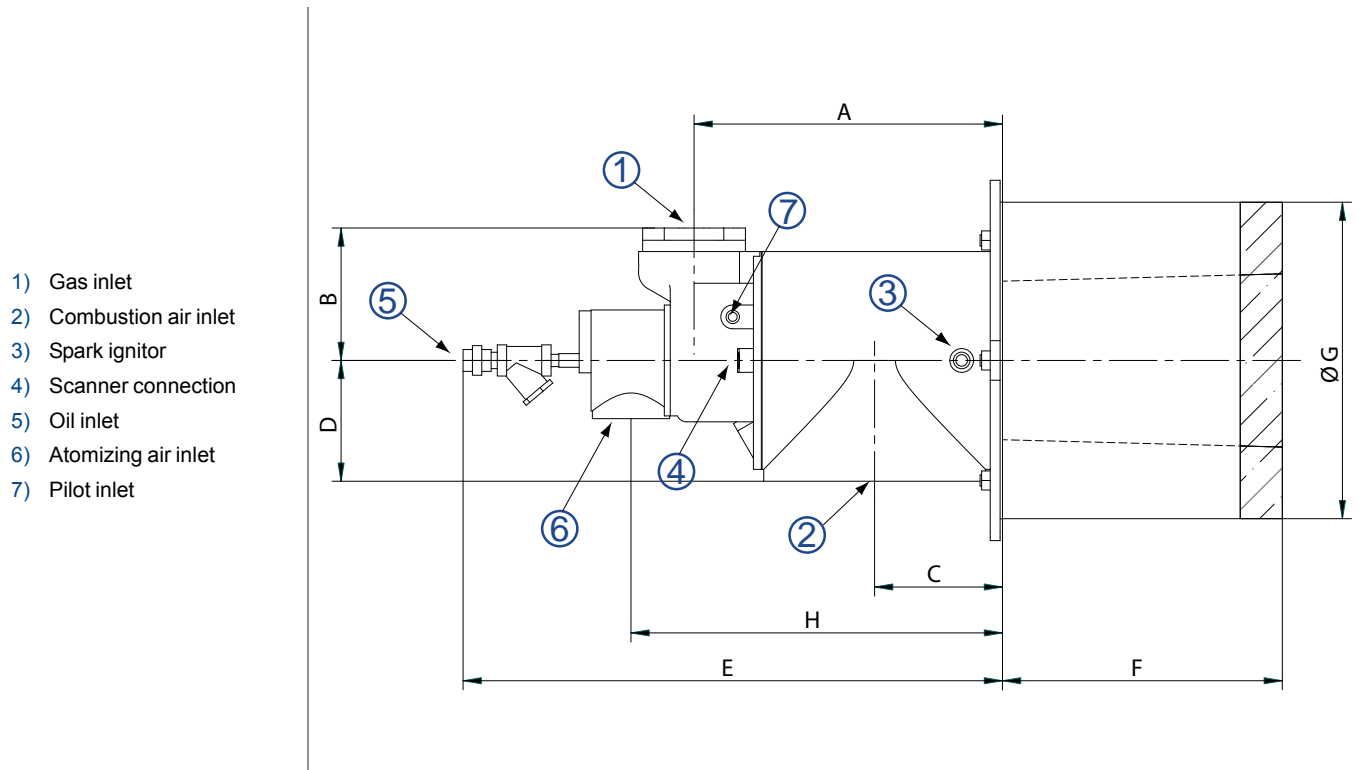 1) Gas inlet
2) Combustion air inlet
3) Spark ignitor
4) Scanner connection
5) Oil inlet
6) Atomizing air inlet
7) Pilot inlet
A
1
7
B
5
3
Ø G
D
4
6
2
C
H
E
F